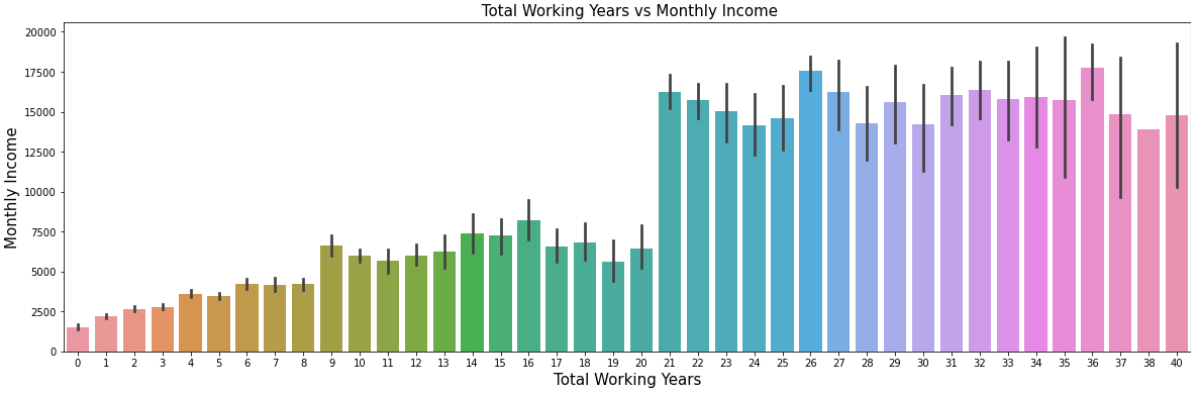 Total Working Years vs Monthly Income
Monthly Income
20000
17500
15000
12500
10000
7500
5000
2500
0
0 1 2 3 4 5 6 7 8 9 10 11 12 13 14 15 16 17 18 19 20 21 22 23 24 25 26 27 28 29 30 31 32 33 34 35 36 37 38 40
Total Working Years